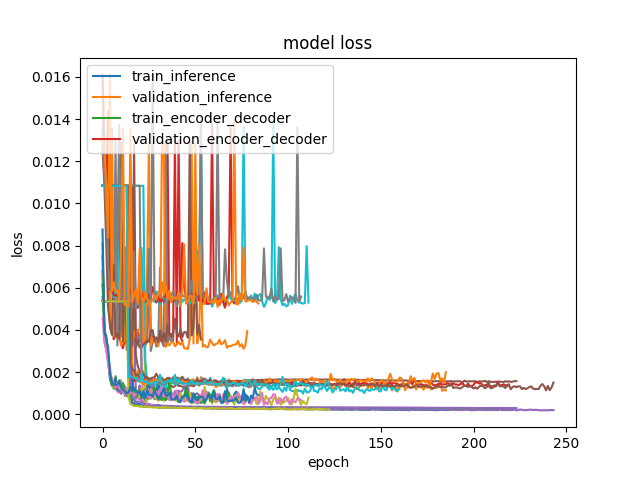 model loss
train_inference
validation_inference
train_encoder_decoder
validation_encoder_decoder
0.016
0.014
0.012
0.010
0.008
0.006
0.004
0.002
0.000
loss
0 50 100 150 200 250
epoch